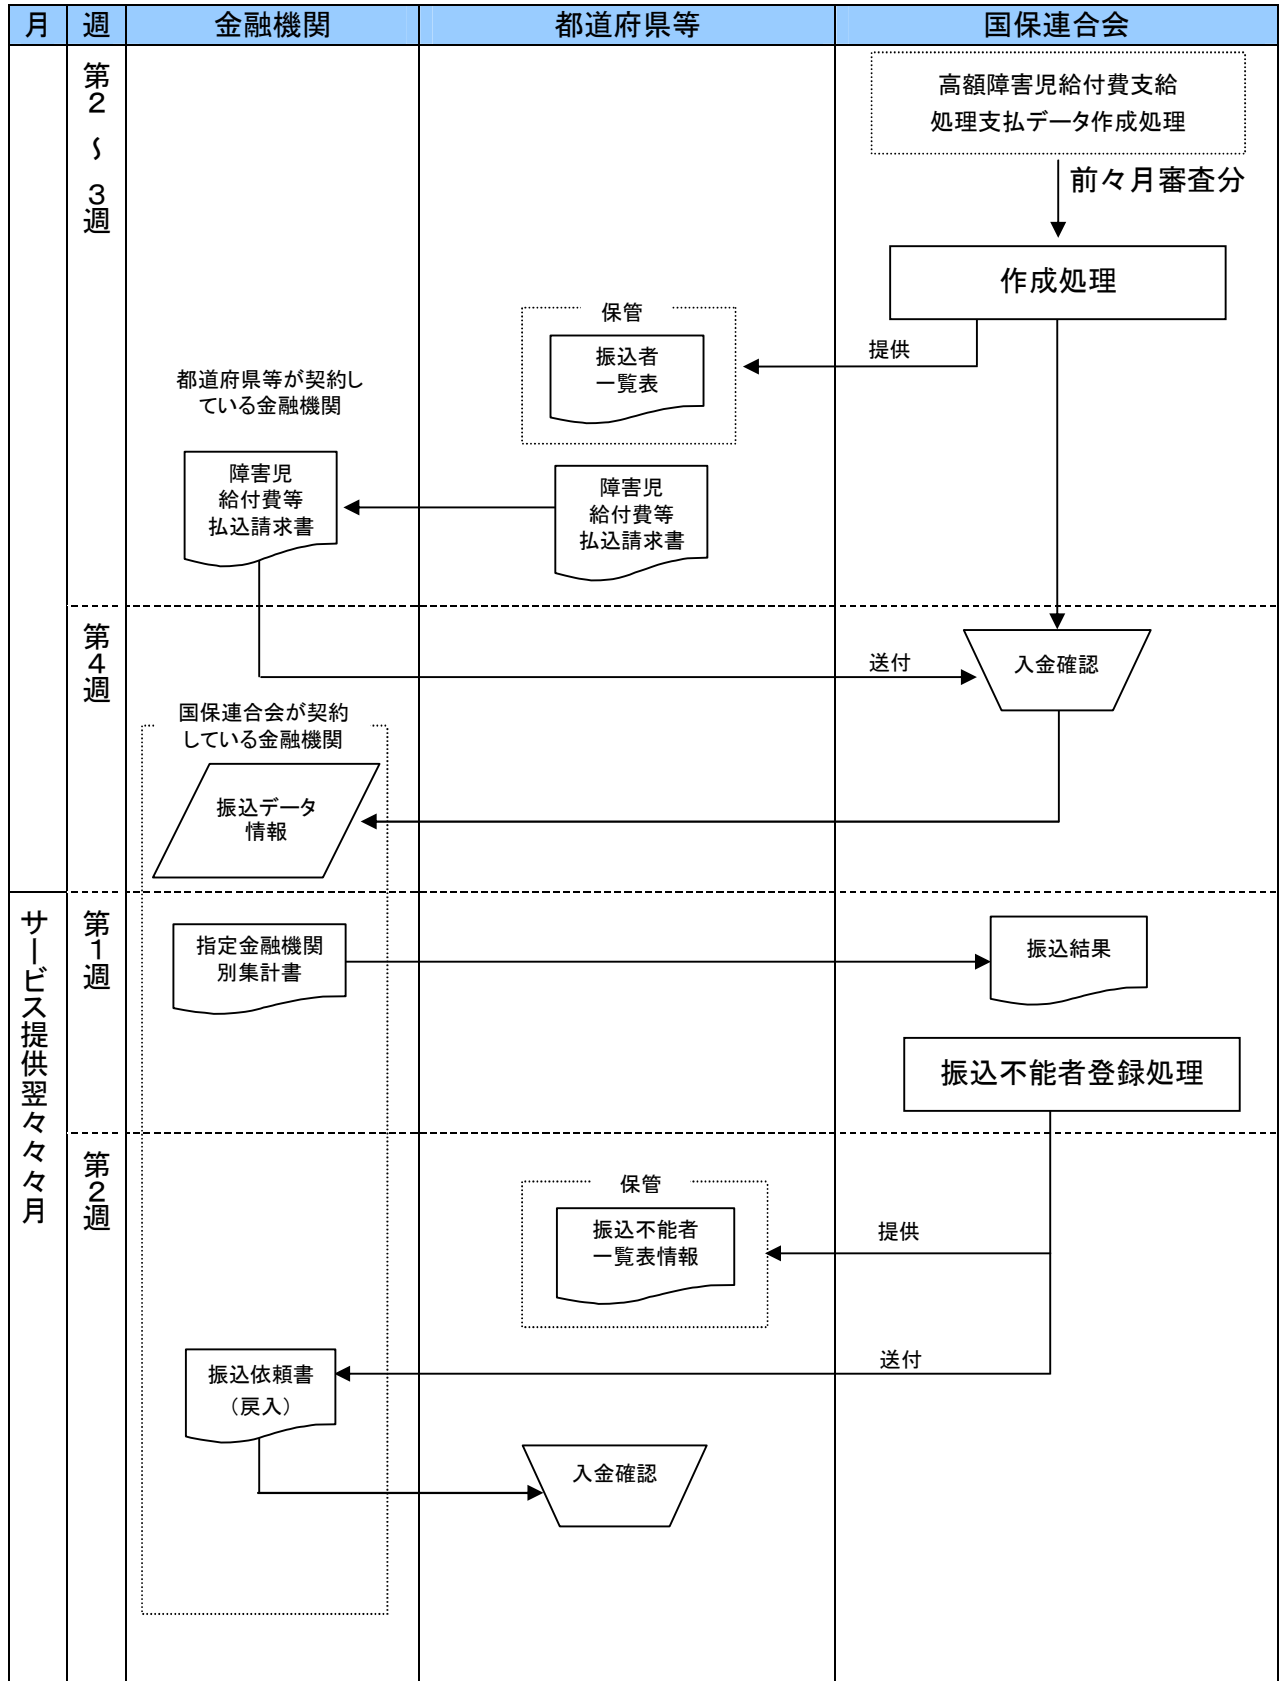 月 週 金融機関 都道府県等 国保連合会
第2～3週
高額障害児給付費支給
処理支払データ作成処理
前々月審査分
作成処理
保管
提供
振込者
一覧表
都道府県等が契約し
ている金融機関
障害児
給付費等
払込請求書
障害児
給付費等
払込請求書
第4週
送付
入金確認
国保連合会が契約
している金融機関
振込データ
情報
サービス提供翌々々月
第1週
指定金融機関
別集計書
振込結果
振込不能者登録処理
第2週
保管
振込不能者
一覧表情報
提供
送付
振込依頼書
（戻入）
入金確認